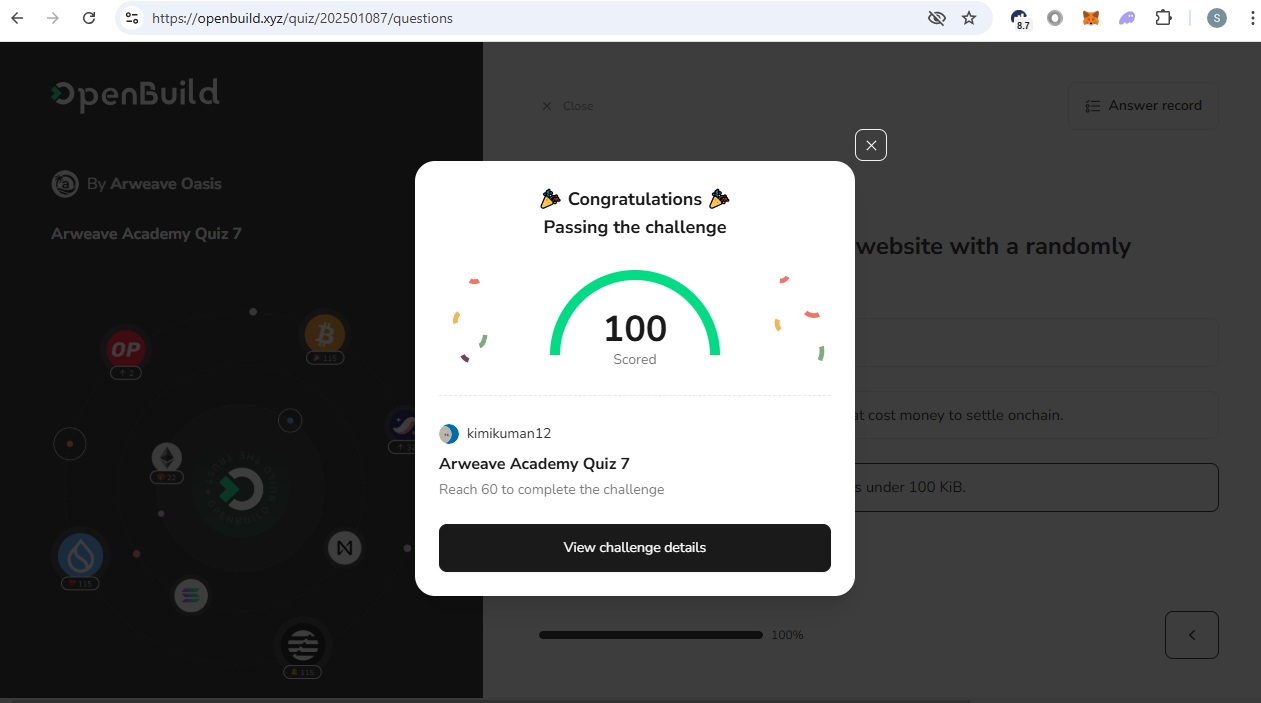 https://openbuild.xyz/quiz/202501087/questions
8.7
S
OpenBuild
Close
Answer record
By Arweave Oasis
Arweave Academy Quiz 7
Congratulations
Passing the challenge
website with a randomly
100
Scored
OP
2
115
at cost money to settle onchain.
kimikuman12
Arweave Academy Quiz 7
22
Reach 60 to complete the challenge
s under 100 KiB.
View challenge details
115
100%
115